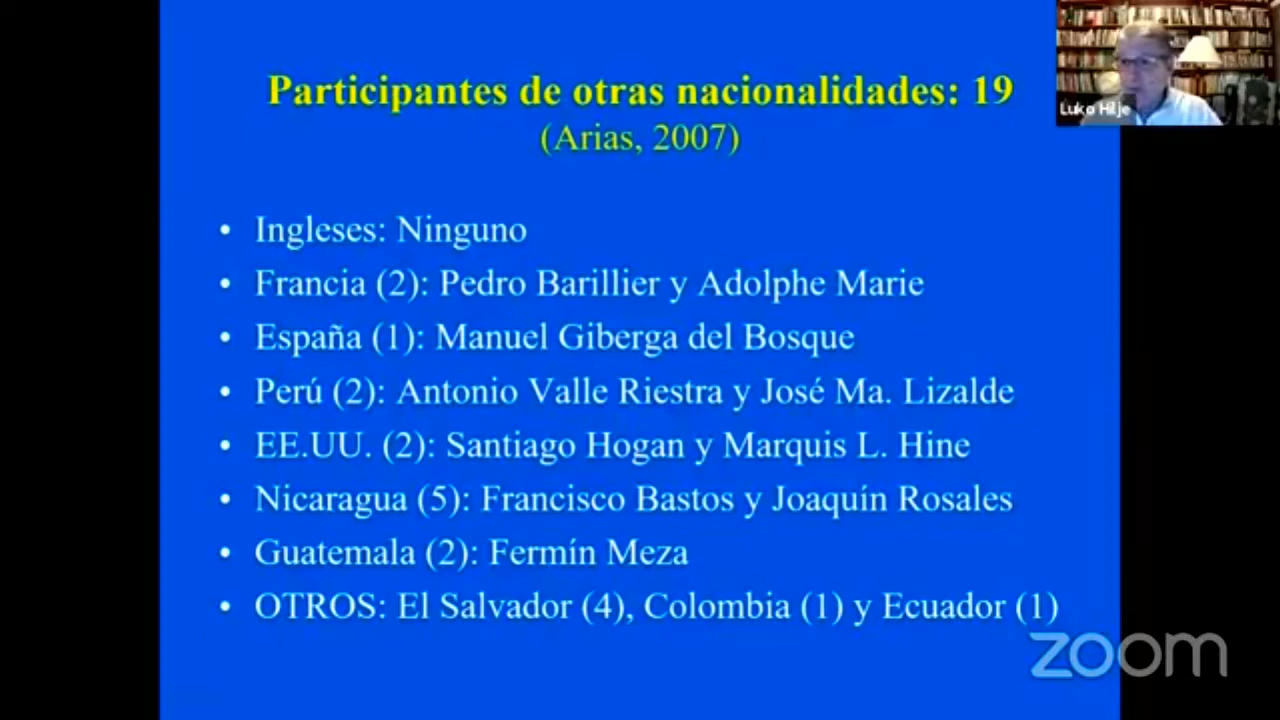 Participantes de otras nacionalidades: 19
(Arias, 2007)
• Ingleses: Ninguno
• Francia (2): Pedro Barillier y Adolphe Marie
• España (1): Manuel Giberga del Bosque
• Perú (2): Antonio Valle Riestra y José Ma. Lizalde
• EE.UU. (2): Santiago Hogan y Marquis L. Hine
• Nicaragua (5): Francisco Bastos y Joaquín Rosales
• Guatemala (2): Fermín Meza
• OTROS: El Salvador (4), Colombia (1) y Ecuador (1)
Luko Hilje
zoom